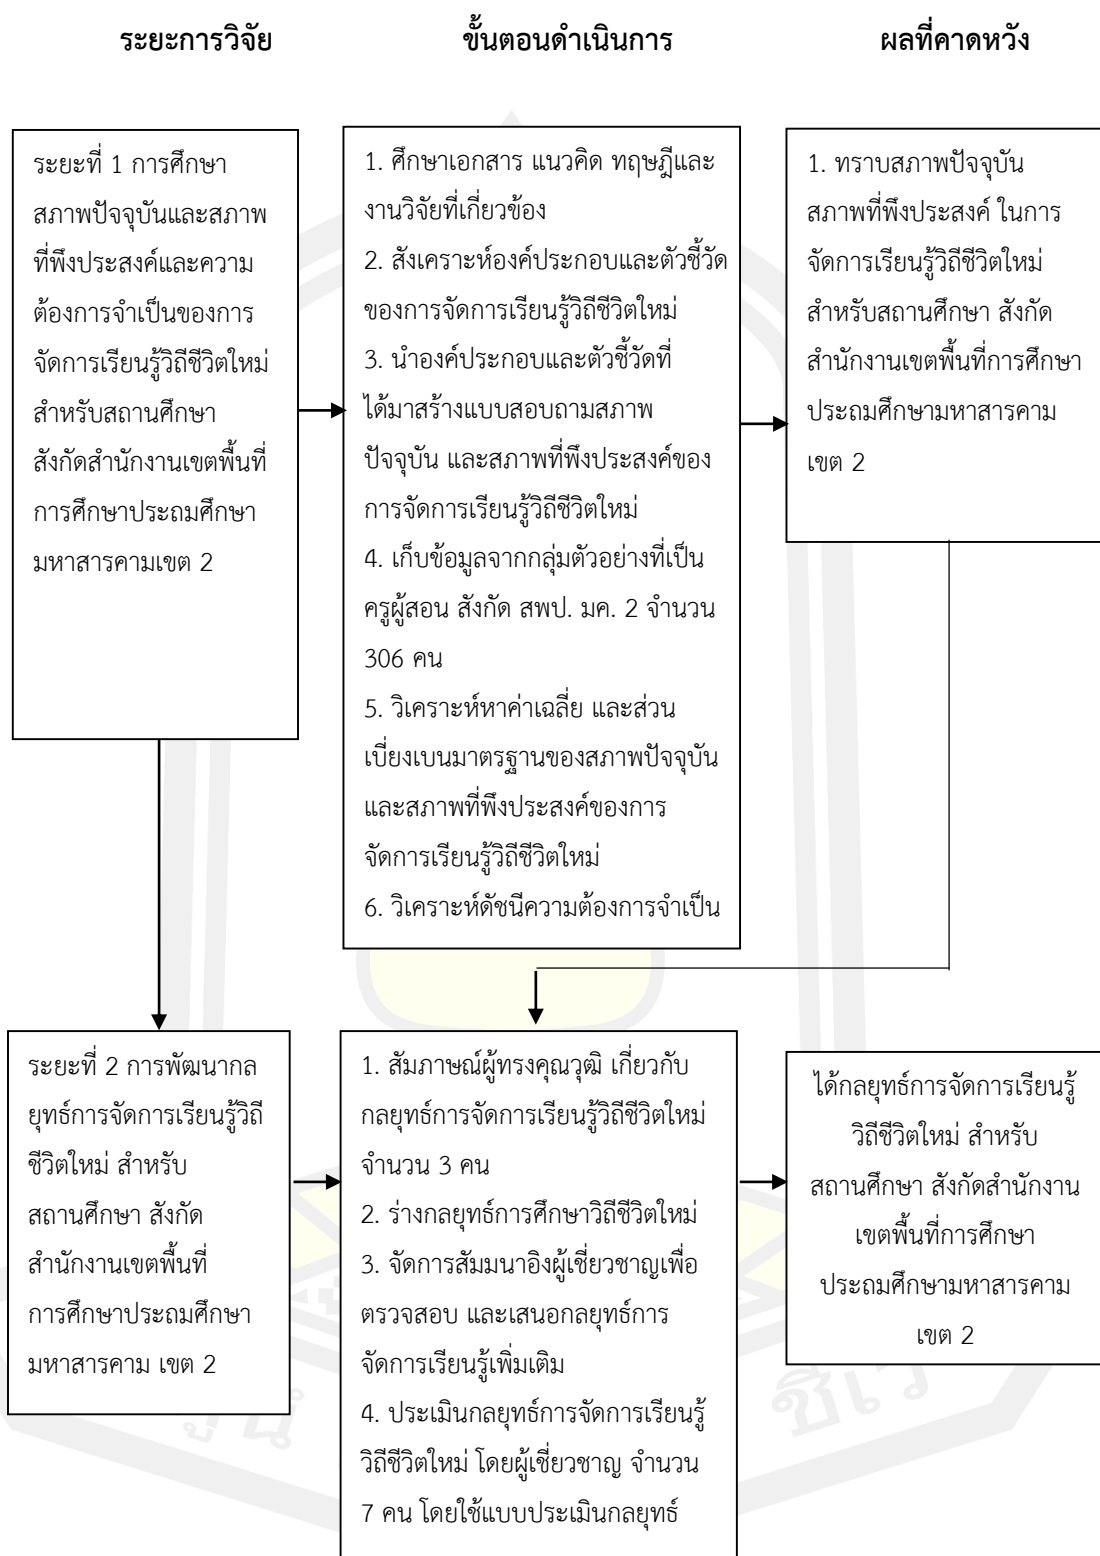 ระยะการวิจัย ขั้นตอนดำเนินการ ผลที่คาดหวัง
ระยะที่ 1 การศึกษา
สภาพปัจจุบันและสภาพ
ที่พึงประสงค์และความ
ต้องการจำเป็นของการ
จัดการเรียนรู้วิถีชีวิตใหม่
สำหรับสถานศึกษา
สังกัดสำนักงานเขตพื้นที่
การศึกษาประถมศึกษา
มหาสารคามเขต 2
1. ศึกษาเอกสาร แนวคิด ทฤษฎีและ
งานวิจัยที่เกี่ยวข้อง
2. สังเคราะห์องค์ประกอบและตัวชี้วัด
ของการจัดการเรียนรู้วิถีชีวิตใหม่
3. นำองค์ประกอบและตัวชี้วัดที่
ได้มาสร้างแบบสอบถามสภาพ
ปัจจุบัน และสภาพที่พึงประสงค์ของ
การจัดการเรียนรู้วิถีชีวิตใหม่
4. เก็บข้อมูลจากกลุ่มตัวอย่างที่เป็น
ครูผู้สอน สังกัด สพป. มค. 2 จำนวน
306 คน
5. วิเคราะห์หาค่าเฉลี่ย และส่วน
เบี่ยงเบนมาตรฐานของสภาพปัจจุบัน
และสภาพที่พึงประสงค์ของการ
จัดการเรียนรู้วิถีชีวิตใหม่
6. วิเคราะห์ดัชนีความต้องการจำเป็น
1. ทราบสภาพปัจจุบัน
สภาพที่พึงประสงค์ ในการ
จัดการเรียนรู้วิถีชีวิตใหม่
สำหรับสถานศึกษา สังกัด
สำนักงานเขตพื้นที่การศึกษา
ประถมศึกษามหาสารคาม
เขต 2
ระยะที่ 2 การพัฒนากล
ยุทธ์การจัดการเรียนรู้วิถี
ชีวิตใหม่ สำหรับ
สถานศึกษา สังกัด
สำนักงานเขตพื้นที่
การศึกษาประถมศึกษา
มหาสารคาม เขต 2
1. สัมภาษณ์ผู้ทรงคุณวุฒิ เกี่ยวกับ
กลยุทธ์การจัดการเรียนรู้วิถีชีวิตใหม่
จำนวน 3 คน
2. ร่างกลยุทธ์การศึกษาวิถีชีวิตใหม่
3. จัดการสัมมนาอิงผู้เชี่ยวชาญเพื่อ
ตรวจสอบ และเสนอกลยุทธ์การ
จัดการเรียนรู้เพิ่มเติม
4. ประเมินกลยุทธ์การจัดการเรียนรู้
วิถีชีวิตใหม่ โดยผู้เชี่ยวชาญ จำนวน
7 คน โดยใช้แบบประเมินกลยุทธ์
ได้กลยุทธ์การจัดการเรียนรู้
วิถีชีวิตใหม่ สำหรับ
สถานศึกษา สังกัดสำนักงาน
เขตพื้นที่การศึกษา
ประถมศึกษามหาสารคาม
เขต 2